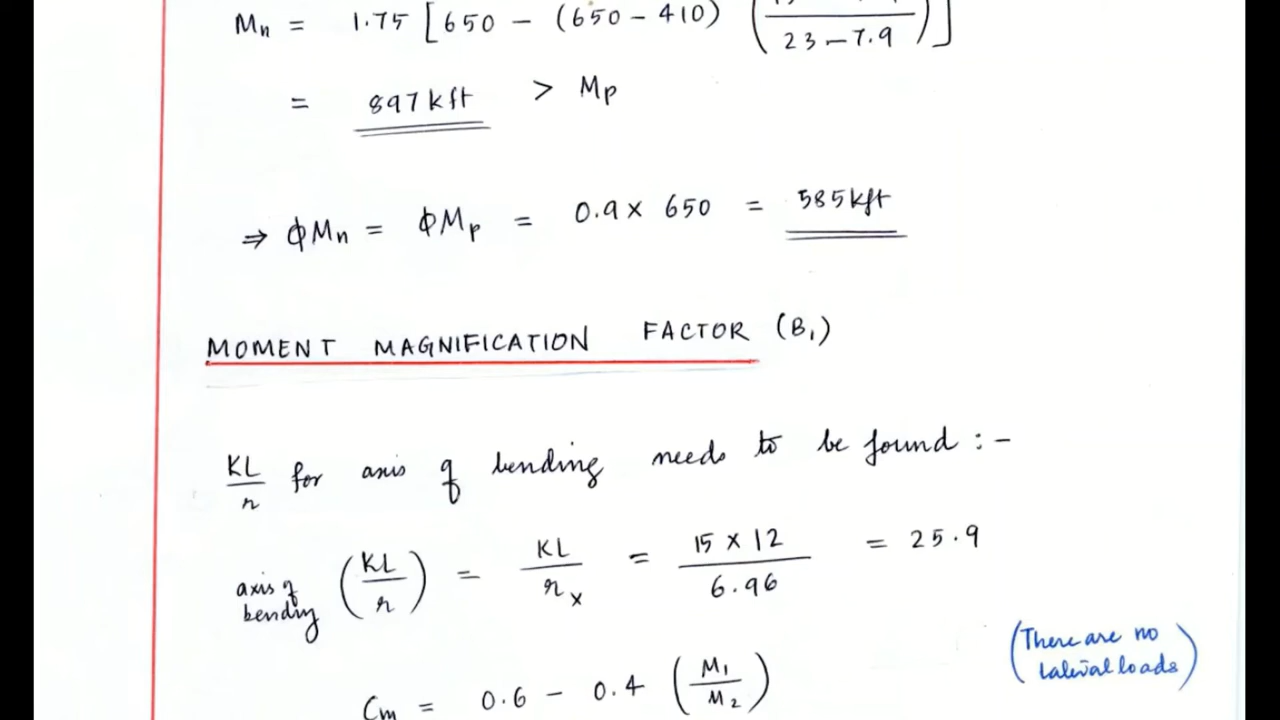 Mn = 1.75 [650 – (650 – 410) ( / 23 – 7.9)]
= 897 kft > Mp
⇒ ϕMn = ϕMp = 0.9 × 650 = 585 kft
MOMENT MAGNIFICATION FACTOR (B1)
KL/r for axis of bending needs to be found :-
axis of bending (KL/r) = KL/rx = 15 × 12 / 6.96 = 25.9
(There are no lateral loads)
Cm = 0.6 – 0.4 (M1/M2)